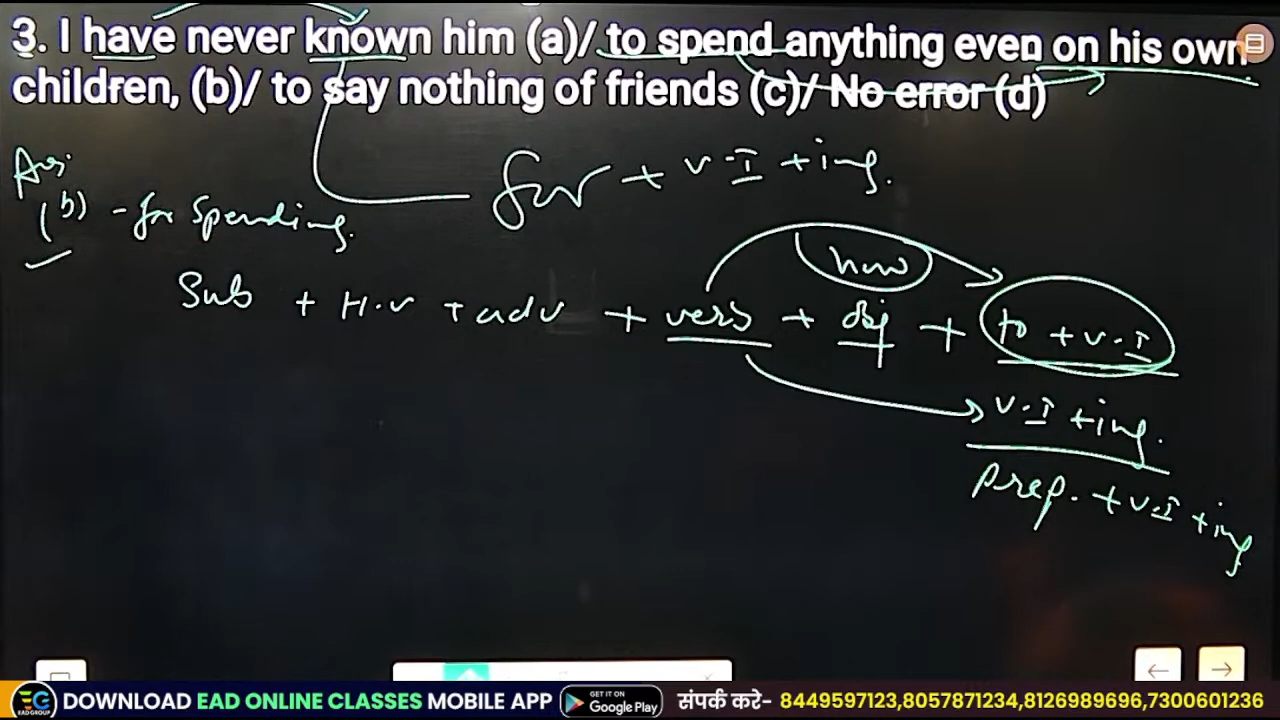 3. I have never known him (a)/ to spend anything even on his own
children, (b)/ to say nothing of friends (c)/ No error (d)
Ans:
(b) - for spending.
for + v-I + ing.
how
Sub + H.v + adv + verb + obj + to + v-I
v-I + ing.
prep. + v-I + ing
EAD GROUP
DOWNLOAD EAD ONLINE CLASSES MOBILE APP
GET IT ON
Google Play
संपर्क करे- 8449597123,8057871234,8126989696,7300601236